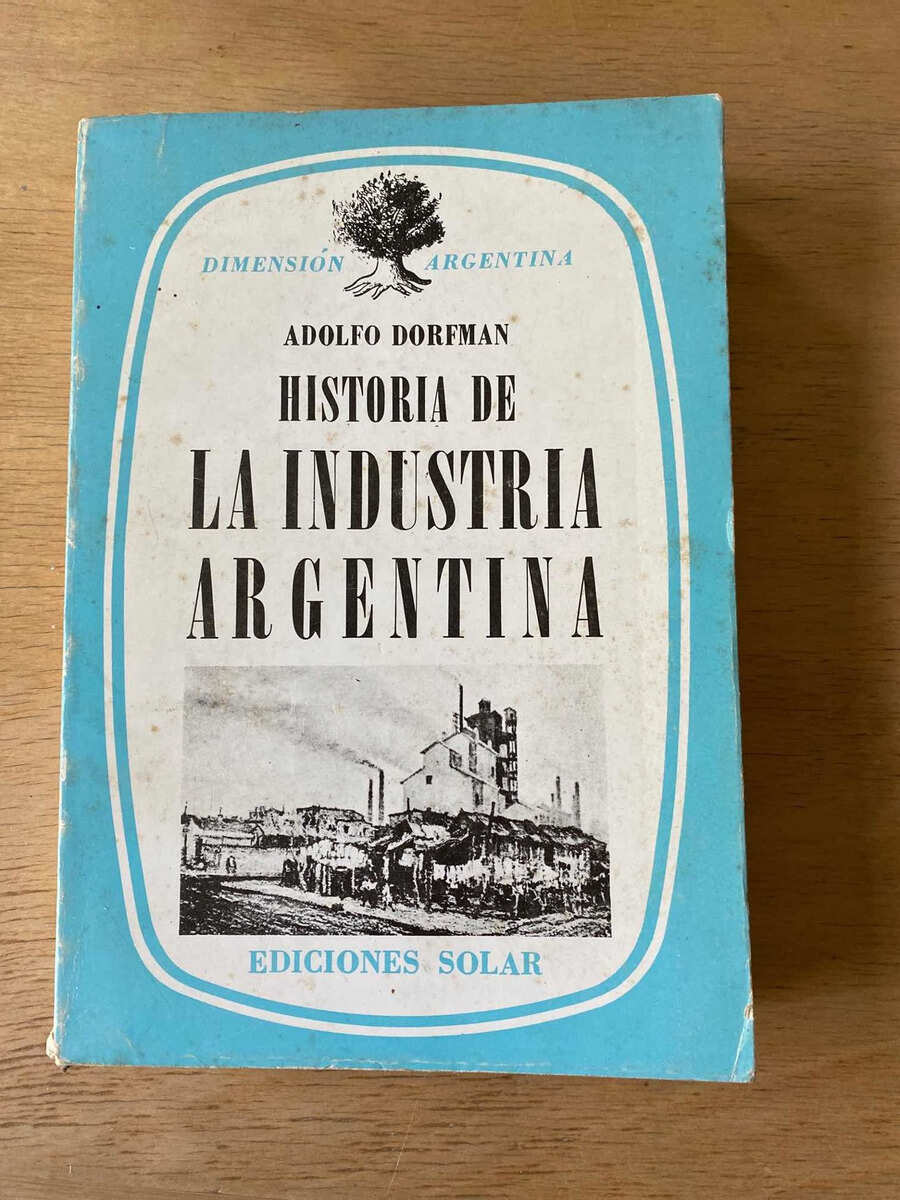 DIMENSIÓN ARGENTINA
ADOLFO DORFMAN
HISTORIA DE
LA INDUSTRIA
ARGENTINA
EDICIONES SOLAR